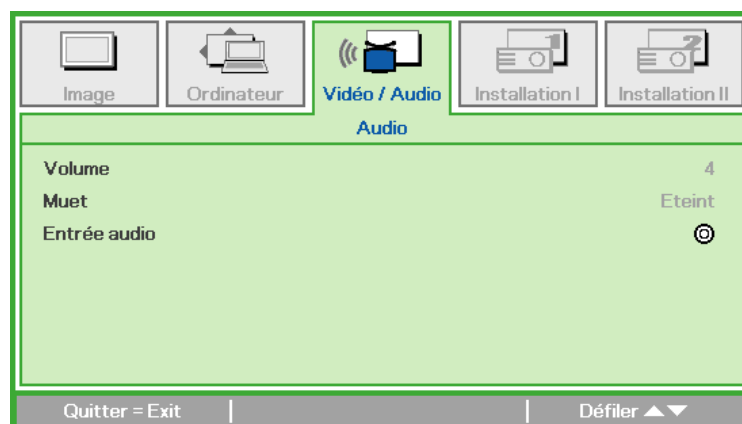 Image Ordinateur Vidéo / Audio Installation I Installation II
Audio
Volume 4
Muet Eteint
Entrée audio
Quitter = Exit Défiler ▲▼